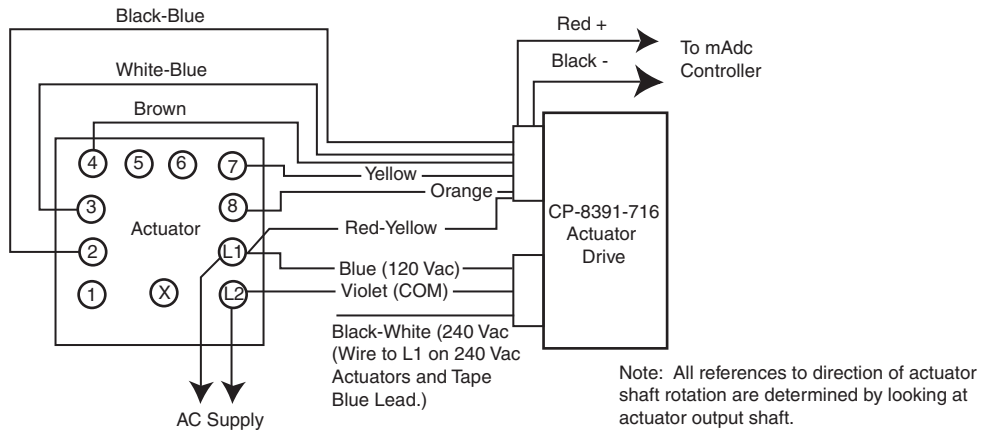 Black-Blue
Red +
To mAdc
Controller
Black -
White-Blue
Brown
4
5
6
7
Yellow
3
8
Orange
Actuator
CP-8391-716
Actuator
Drive
Red-Yellow
2
L1
Blue (120 Vac)
1
X
L2
Violet (COM)
Black-White (240 Vac
(Wire to L1 on 240 Vac
Actuators and Tape
Blue Lead.)
AC Supply
Note: All references to direction of actuator
shaft rotation are determined by looking at
actuator output shaft.